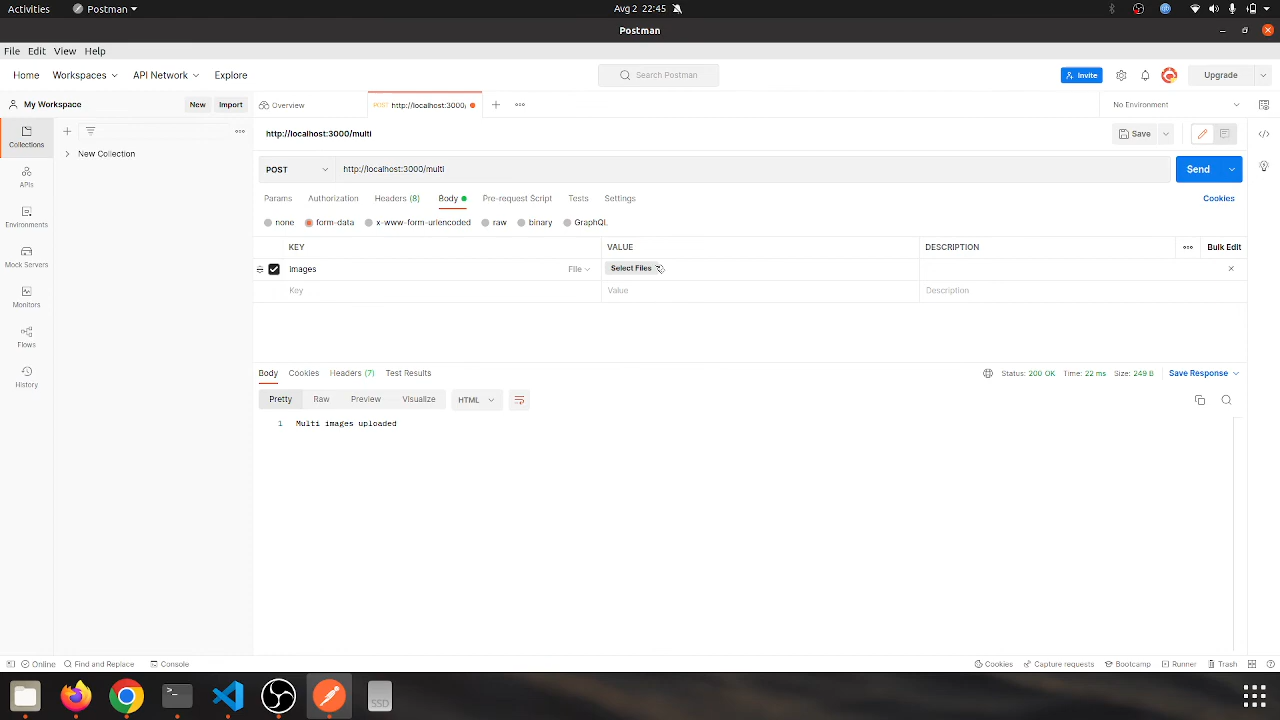 Activities
Postman
Avg 2 22:45
Postman
File Edit View Help
Home Workspaces API Network Explore
Search Postman
Invite
Upgrade
My Workspace
New Import
Overview
POST http://localhost:3000/
No Environment
Collections
New Collection
http://localhost:3000/multi
Save
POST
http://localhost:3000/multi
Send
APIs
Params Authorization Headers (8) Body Pre-request Script Tests Settings
Cookies
Environments
none form-data x-www-form-urlencoded raw binary GraphQL
KEY VALUE DESCRIPTION
Bulk Edit
Mock Servers
images File Select Files
Key Value Description
Monitors
Flows
History
Body Cookies Headers (7) Test Results
Status: 200 OK Time: 22 ms Size: 249 B
Save Response
Pretty Raw Preview Visualize HTML
1 Multi images uploaded
Online Find and Replace Console
Cookies Capture requests Bootcamp Runner Trash
SSD